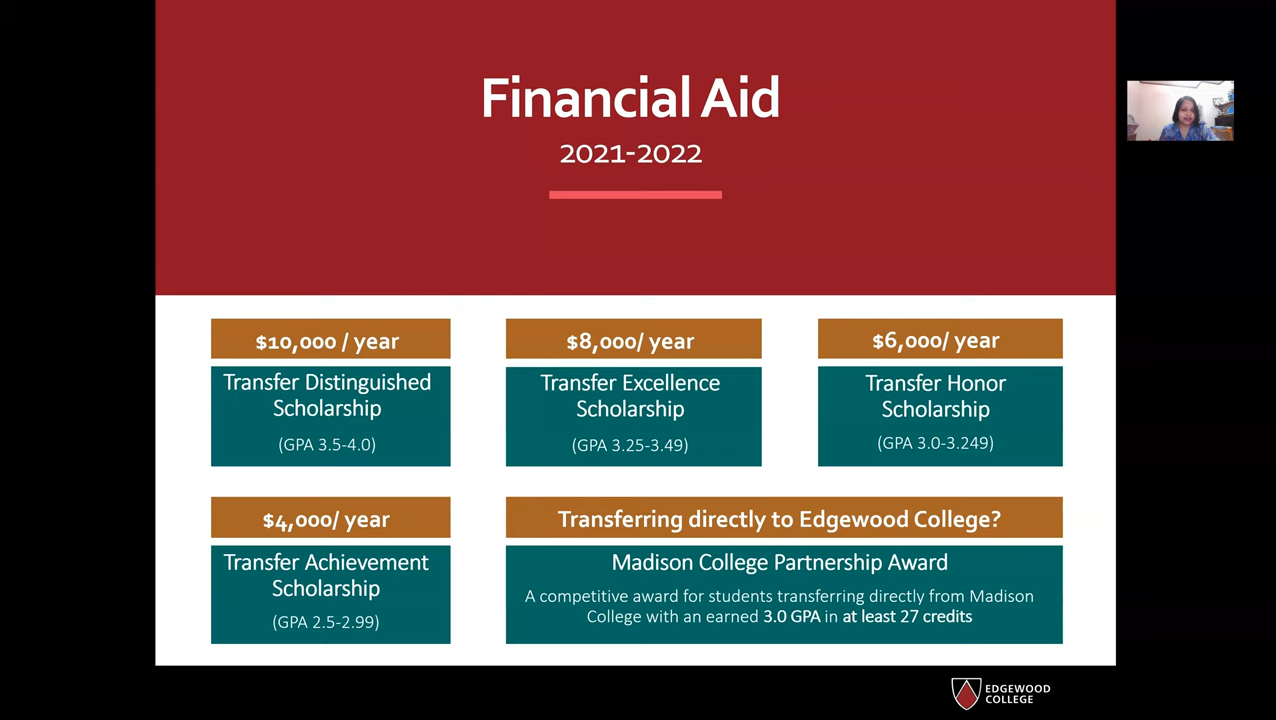 Financial Aid
2021-2022
$10,000 / year
Transfer Distinguished
Scholarship
(GPA 3.5-4.0)
$8,000/ year
Transfer Excellence
Scholarship
(GPA 3.25-3.49)
$6,000/ year
Transfer Honor
Scholarship
(GPA 3.0-3.249)
$4,000/ year
Transfer Achievement
Scholarship
(GPA 2.5-2.99)
Transferring directly to Edgewood College?
Madison College Partnership Award
A competitive award for students transferring directly from Madison
College with an earned 3.0 GPA in at least 27 credits
EDGEWOOD
COLLEGE